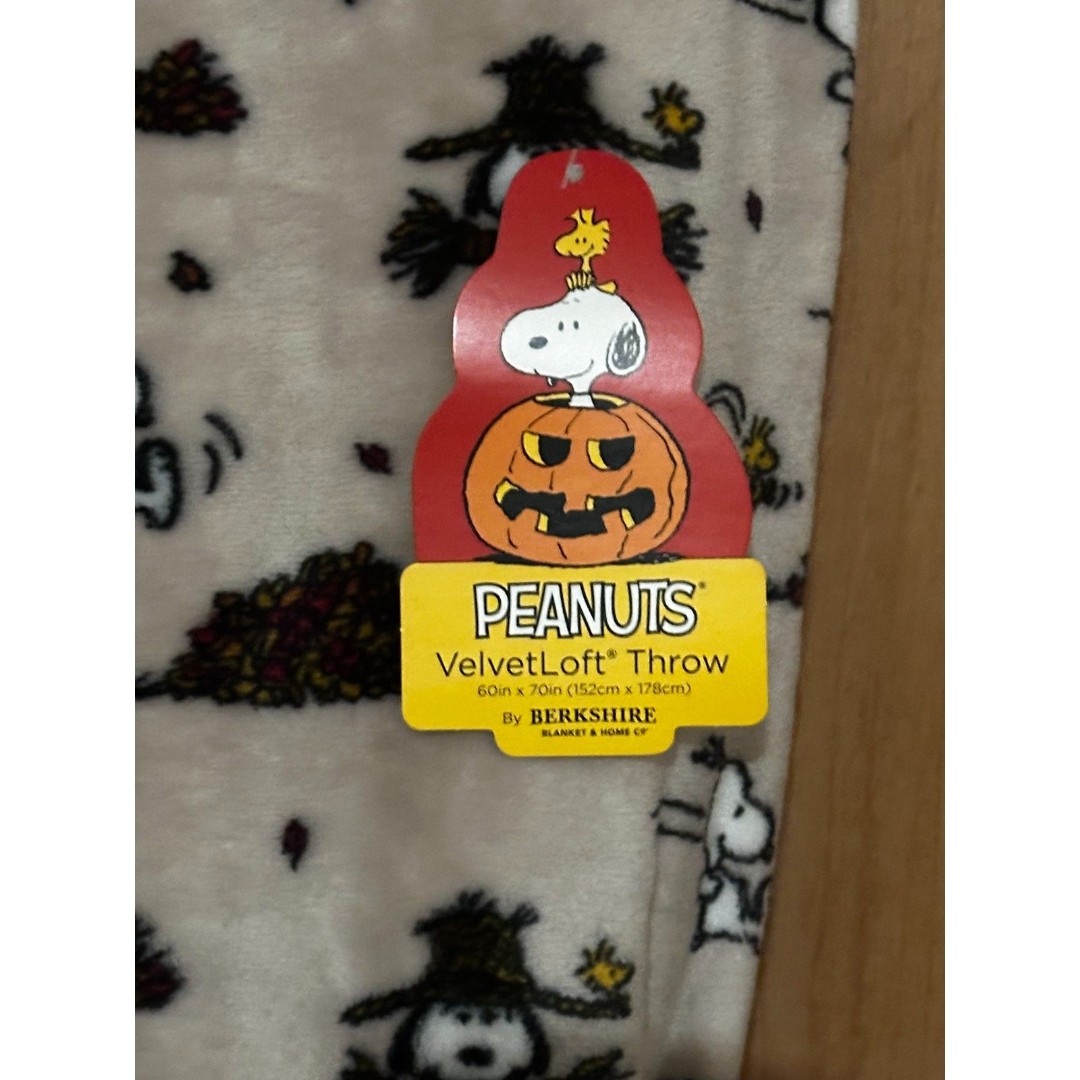 PEANUTS®
VelvetLoft® Throw
60in x 70in (152cm x 178cm)
By BERKSHIRE
BLANKET & HOME CO®